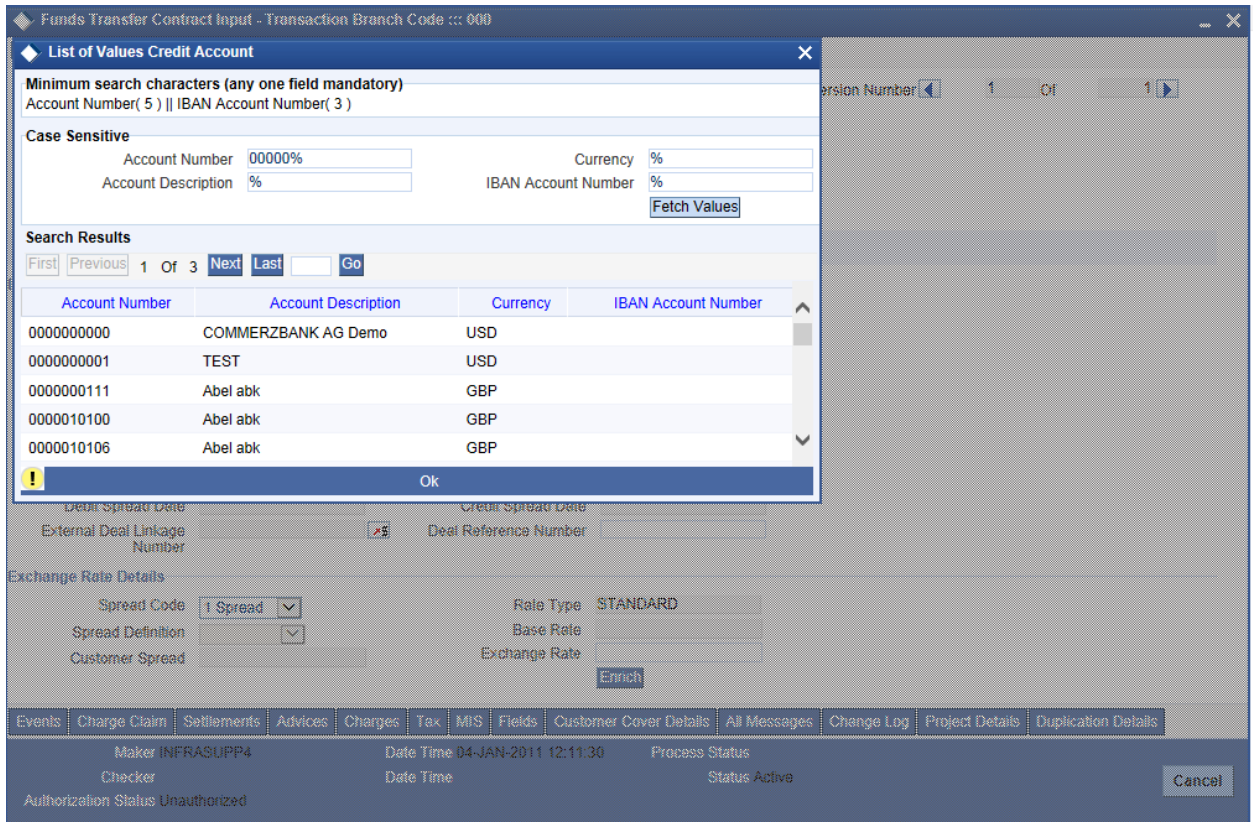 Funds Transfer Contract Input - Transaction Branch Code ::: 000
List of Values Credit Account
Minimum search characters (any one field mandatory)
Account Number( 5 ) || IBAN Account Number( 3 )
ersion Number 1 Of 1
Case Sensitive
Account Number 00000% Currency %
Account Description % IBAN Account Number %
Fetch Values
Search Results
First Previous 1 Of 3 Next Last Go
Account Number Account Description Currency IBAN Account Number
0000000000 COMMERZBANK AG Demo USD
0000000001 TEST USD
0000000111 Abel abk GBP
0000010100 Abel abk GBP
0000010106 Abel abk GBP
Ok
Debit Spread Date Credit Spread Date
External Deal Linkage Number Deal Reference Number
Exchange Rate Details
Spread Code 1 Spread Rate Type STANDARD
Spread Definition Base Rate
Customer Spread Exchange Rate
Enrich
Events Charge Claim Settlements Advices Charges Tax MIS Fields Customer Cover Details All Messages Change Log Project Details Duplication Details
Maker INFRASUPP4 Date Time 04-JAN-2011 12:11:30 Process Status
Checker Date Time Status Active
Cancel
Authorization Status Unauthorized